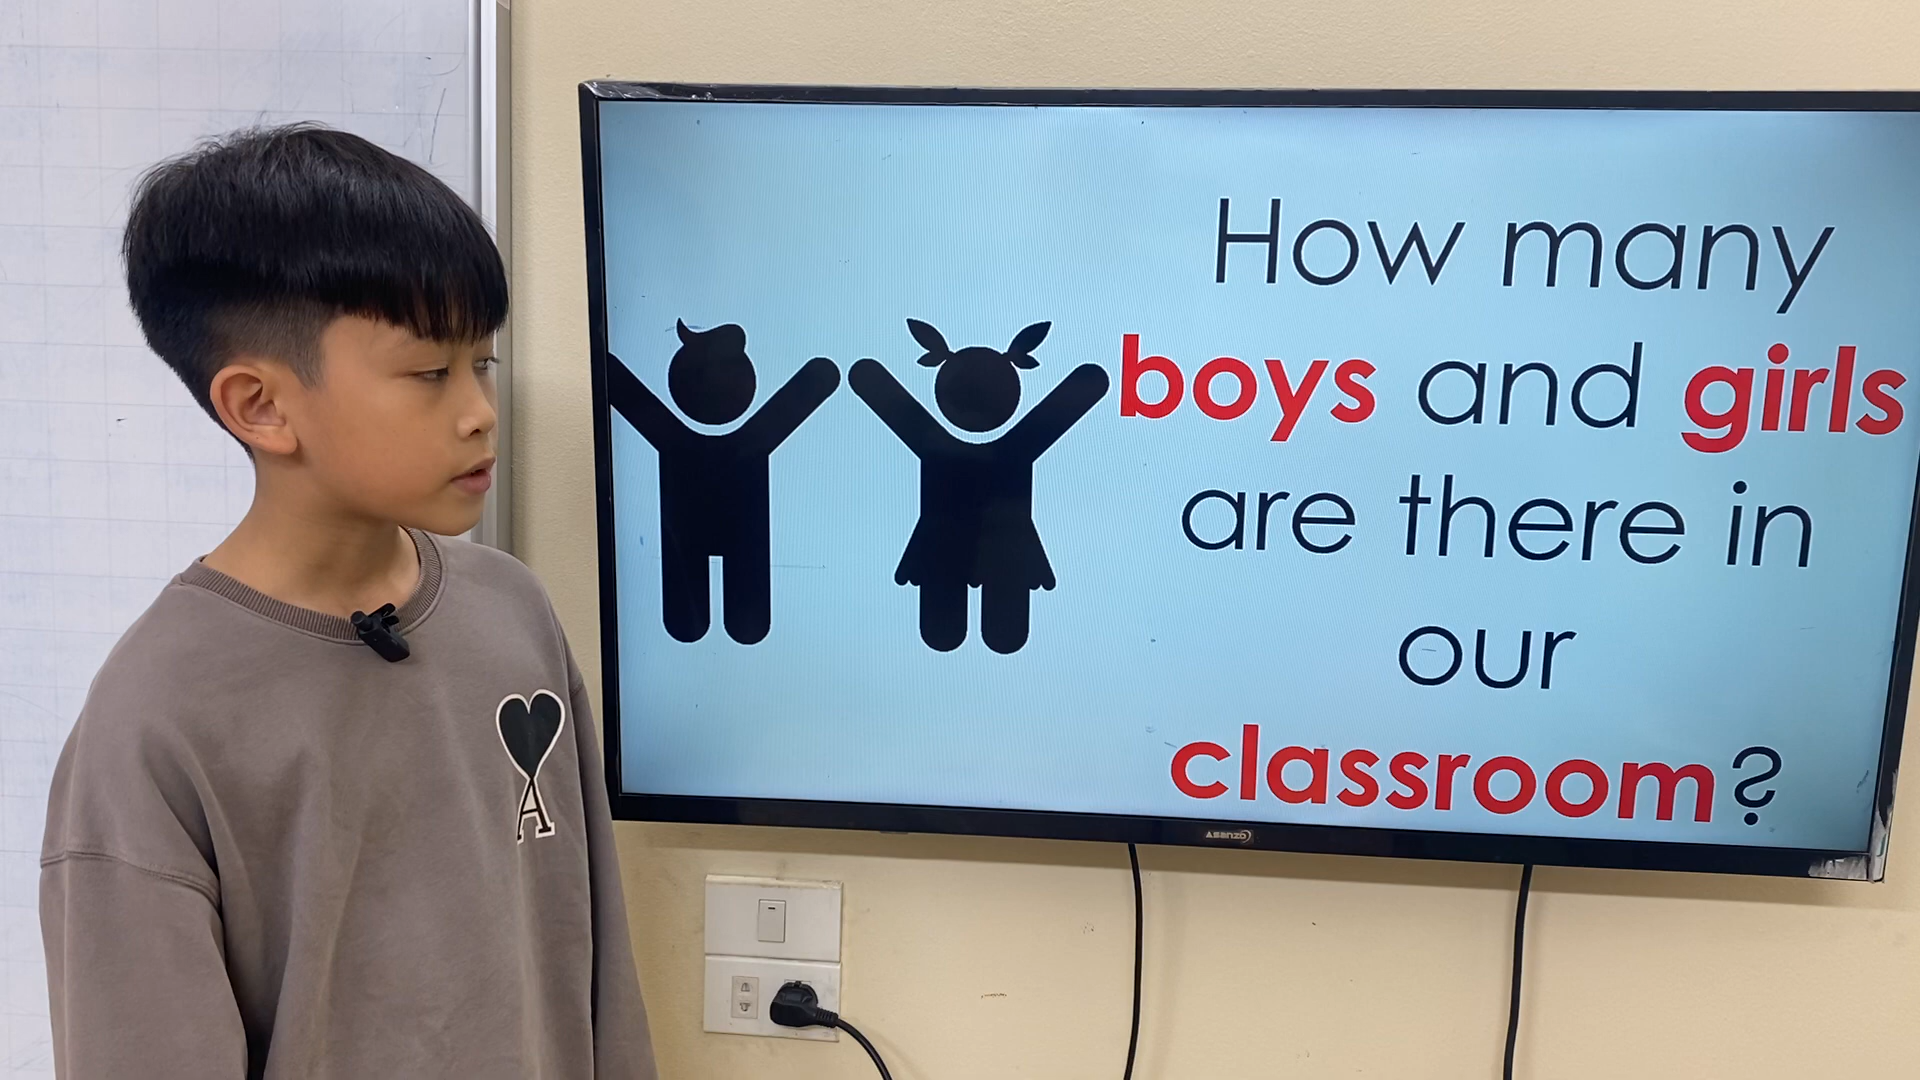 How many
boys and girls
are there in
our
classroom?
A
Asanzo